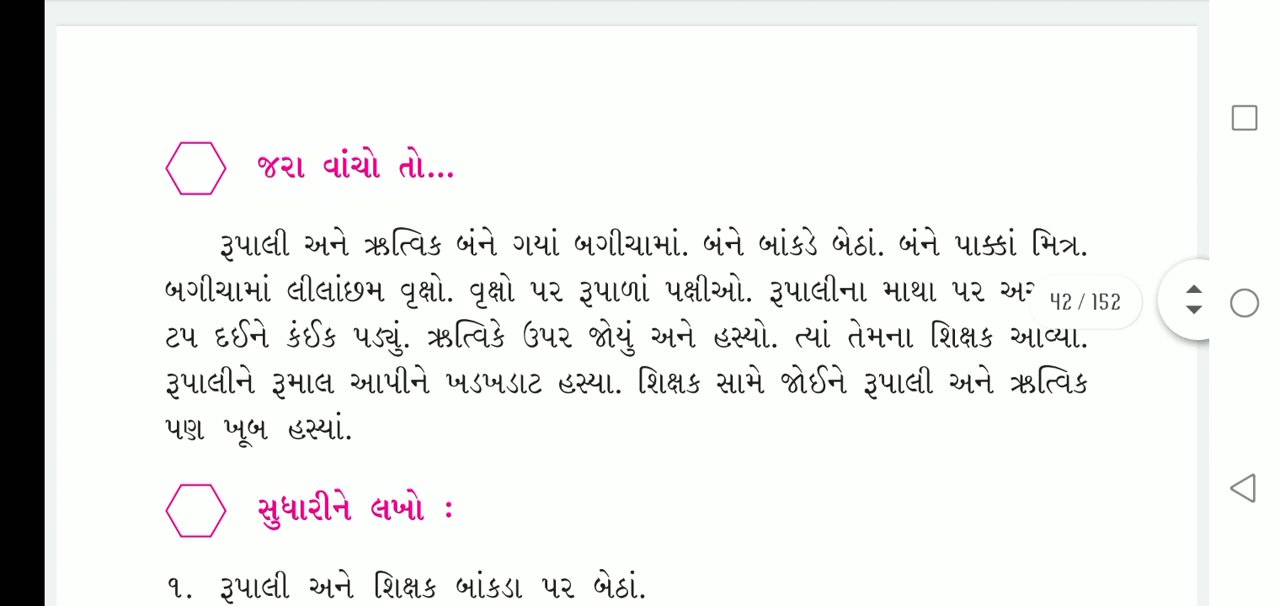 જરા વાંચો તો...
રૂપાલી અને ઋત્વિક બંને ગયાં બગીચામાં. બંને બાંકડે બેઠાં. બંને પાક્કાં મિત્ર.
બગીચામાં લીલાંછમ વૃક્ષો. વૃક્ષો પર રૂપાળાં પક્ષીઓ. રૂપાલીના માથા પર
42 / 152
ટપ દઈને કંઈક પડ્યું. ઋત્વિકે ઉપર જોયું અને હસ્યો. ત્યાં તેમના શિક્ષક આવ્યા.
રૂપાલીને રૂમાલ આપીને ખડખડાટ હસ્યા. શિક્ષક સામે જોઈને રૂપાલી અને ઋત્વિક
પણ ખૂબ હસ્યાં.
સુધારીને લખો :
૧. રૂપાલી અને શિક્ષક બાંકડા પર બેઠાં.